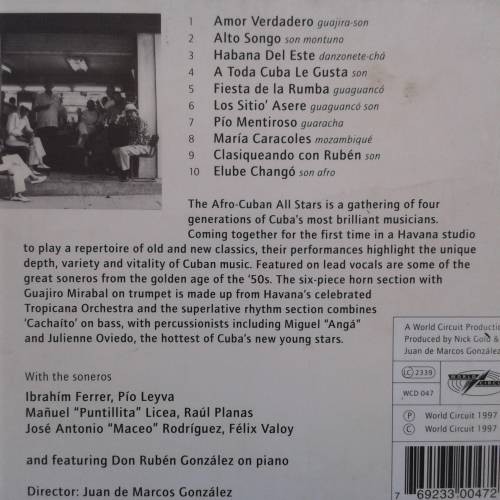 1 Amor Verdadero guajira-son
2 Alto Songo son montuno
3 Habana Del Este danzonete-chá
4 A Toda Cuba Le Gusta son
5 Fiesta de la Rumba guaguancó
6 Los Sitio' Asere guaguancó son
7 Pío Mentiroso guaracha
8 María Caracoles mozambiqué
9 Clasiqueando con Rubén son
10 Elube Changó son afro
The Afro-Cuban All Stars is a gathering of four
generations of Cuba's most brilliant musicians.
Coming together for the first time in a Havana studio
to play a repertoire of old and new classics, their performances highlight the unique
depth, variety and vitality of Cuban music. Featured on lead vocals are some of the
great soneros from the golden age of the '50s. The six-piece horn section with
Guajiro Mirabal on trumpet is made up from Havana's celebrated
Tropicana Orchestra and the superlative rhythm section combines
'Cachaíto' on bass, with percussionists including Miguel "Angá"
and Julienne Oviedo, the hottest of Cuba's new young stars.
With the soneros
Ibrahím Ferrer, Pío Leyva
Mañuel "Puntillita" Licea, Raúl Planas
José Antonio "Maceo" Rodríguez, Félix Valoy
and featuring Don Rubén González on piano
Director: Juan de Marcos González
A World Circuit Productio
Produced by Nick Gold &
Juan de Marcos González
LC 2339
WORLD CIRCU
WCD 047
Ⓟ World Circuit 1997
© World Circuit 1997
7 69233 00472